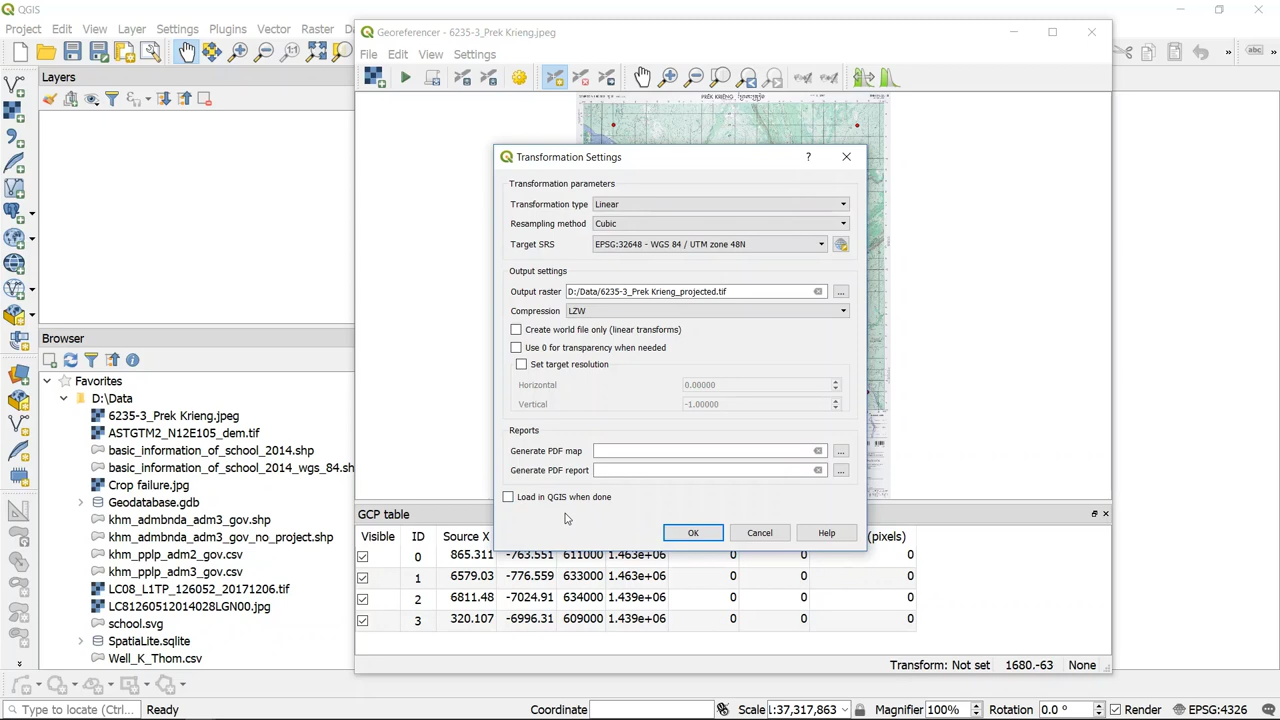 QGIS
Project Edit View Layer Settings Plugins Vector Raster
Georeferencer - 6235-3_Prek Krieng.jpeg
File Edit View Settings
Layers
PREK KRIENG
Transformation Settings
?
Transformation parameters
Transformation type Linear
Resampling method Cubic
Target SRS EPSG:32648 - WGS 84 / UTM zone 48N
Output settings
Output raster D:/Data/6235-3_Prek Krieng_projected.tif ...
Compression LZW
Create world file only (linear transforms)
Use 0 for transparency when needed
Set target resolution
Horizontal 0.00000
Vertical -1.00000
Reports
Generate PDF map ...
Generate PDF report ...
Load in QGIS when done
OK Cancel Help
Browser
Favorites
D:\Data
6235-3_Prek Krieng.jpeg
ASTGTM2_N12E105_dem.tif
basic_information_of_school_2014.shp
basic_information_of_school_2014_wgs_84.sh
Crop failure.jpg
Geodatabase.gdb
khm_admbnda_adm3_gov.shp
khm_admbnda_adm3_gov_no_project.shp
khm_pplp_adm2_gov.csv
khm_pplp_adm3_gov.csv
LC08_L1TP_126052_20171206.tif
LC81260512014028LGN00.jpg
school.svg
SpatiaLite.sqlite
Well_K_Thom.csv
GCP table
Visible ID Source X (pixels)
0 865.311 -763.551 611000 1.463e+06 0 0 0
1 6579.03 -776.559 633000 1.463e+06 0 0 0
2 6811.48 -7024.91 634000 1.439e+06 0 0 0
3 320.107 -6996.31 609000 1.439e+06 0 0 0
Transform: Not set 1680.-63 None
Type to locate (Ctrl... Ready Coordinate Scale 1:37,317,863 Magnifier 100% Rotation 0.0 ° Render EPSG:4326